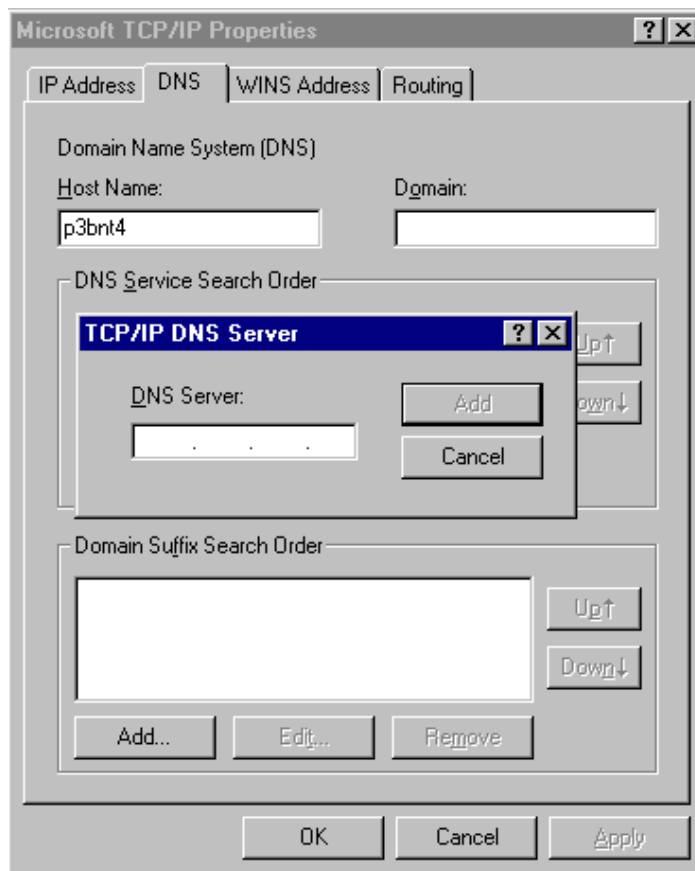 Microsoft TCP/IP Properties
IP Address DNS WINS Address Routing
Domain Name System (DNS)
Host Name: Domain:
p3bnt4
DNS Service Search Order
TCP/IP DNS Server
Up↑
DNS Server: Add
own↓
. . .
Cancel
Domain Suffix Search Order
Up↑
Down↓
Add... Edit... Remove
OK Cancel Apply